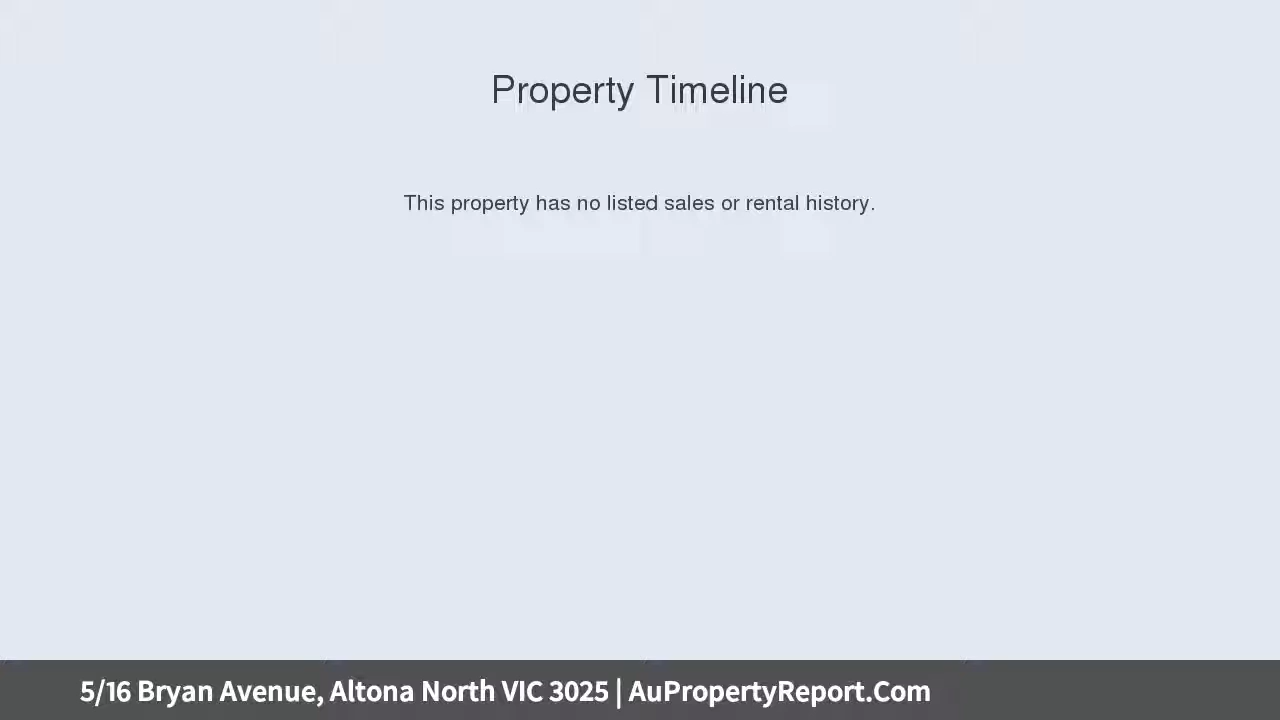 Property Timeline
This property has no listed sales or rental history.
5/16 Bryan Avenue, Altona North VIC 3025 | AuPropertyReport.Com